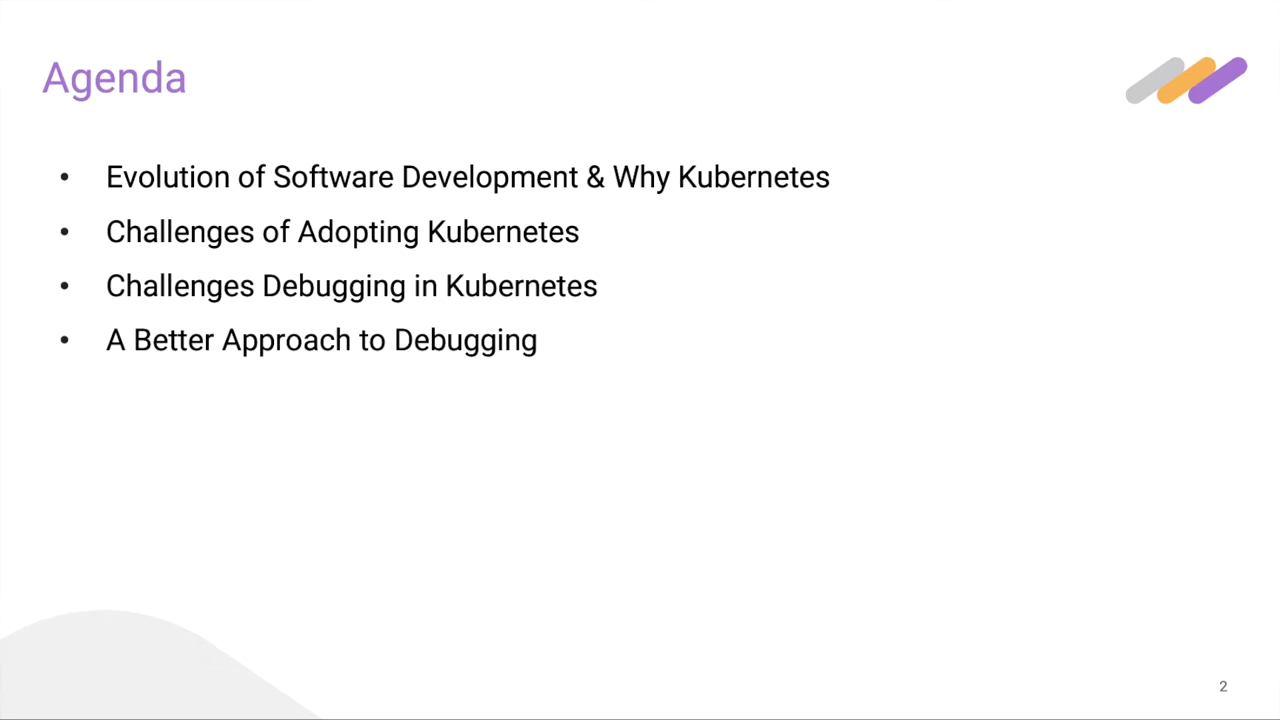 Agenda
• Evolution of Software Development & Why Kubernetes
• Challenges of Adopting Kubernetes
• Challenges Debugging in Kubernetes
• A Better Approach to Debugging
2